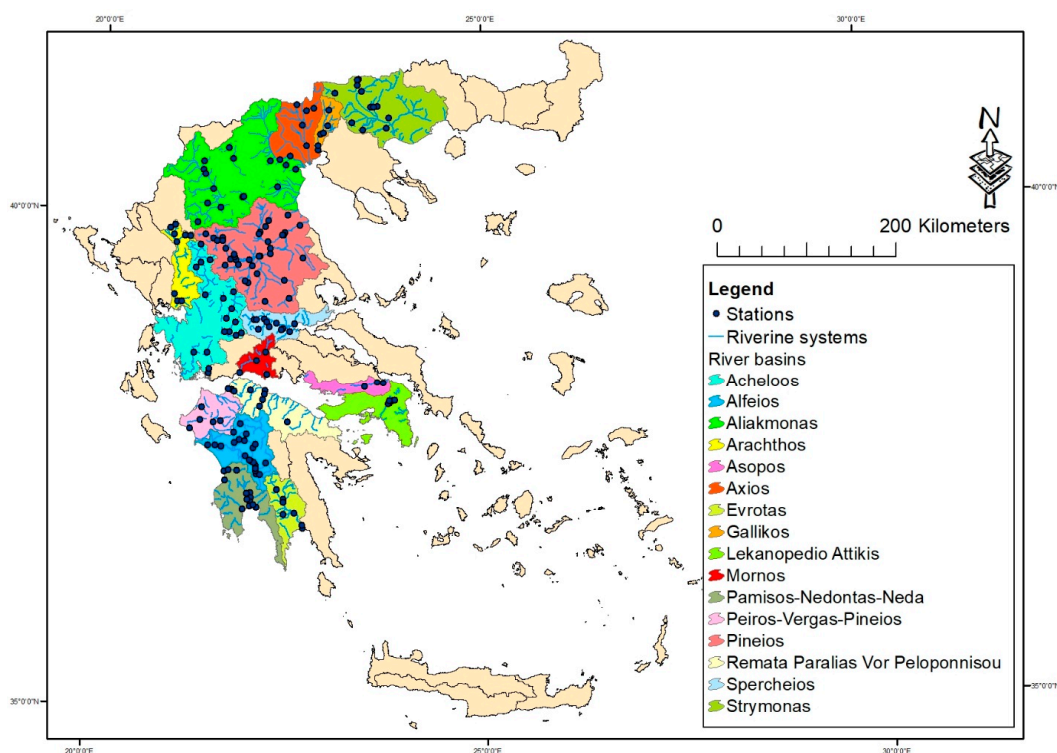 20°0'0"E 25°0'0"E 30°0'0"E
N
40°0'0"N 40°0'0"N
0 200 Kilometers
Legend
Stations
Riverine systems
River basins
Acheloos
Alfeios
Aliakmonas
Arachthos
Asopos
Axios
Evrotas
Gallikos
Lekanopedio Attikis
Mornos
Pamisos-Nedontas-Neda
Peiros-Vergas-Pineios
Pineios
Remata Paralias Vor Peloponnisou
Spercheios
Strymonas
35°0'0"N 35°0'0"N
20°0'0"E 25°0'0"E 30°0'0"E